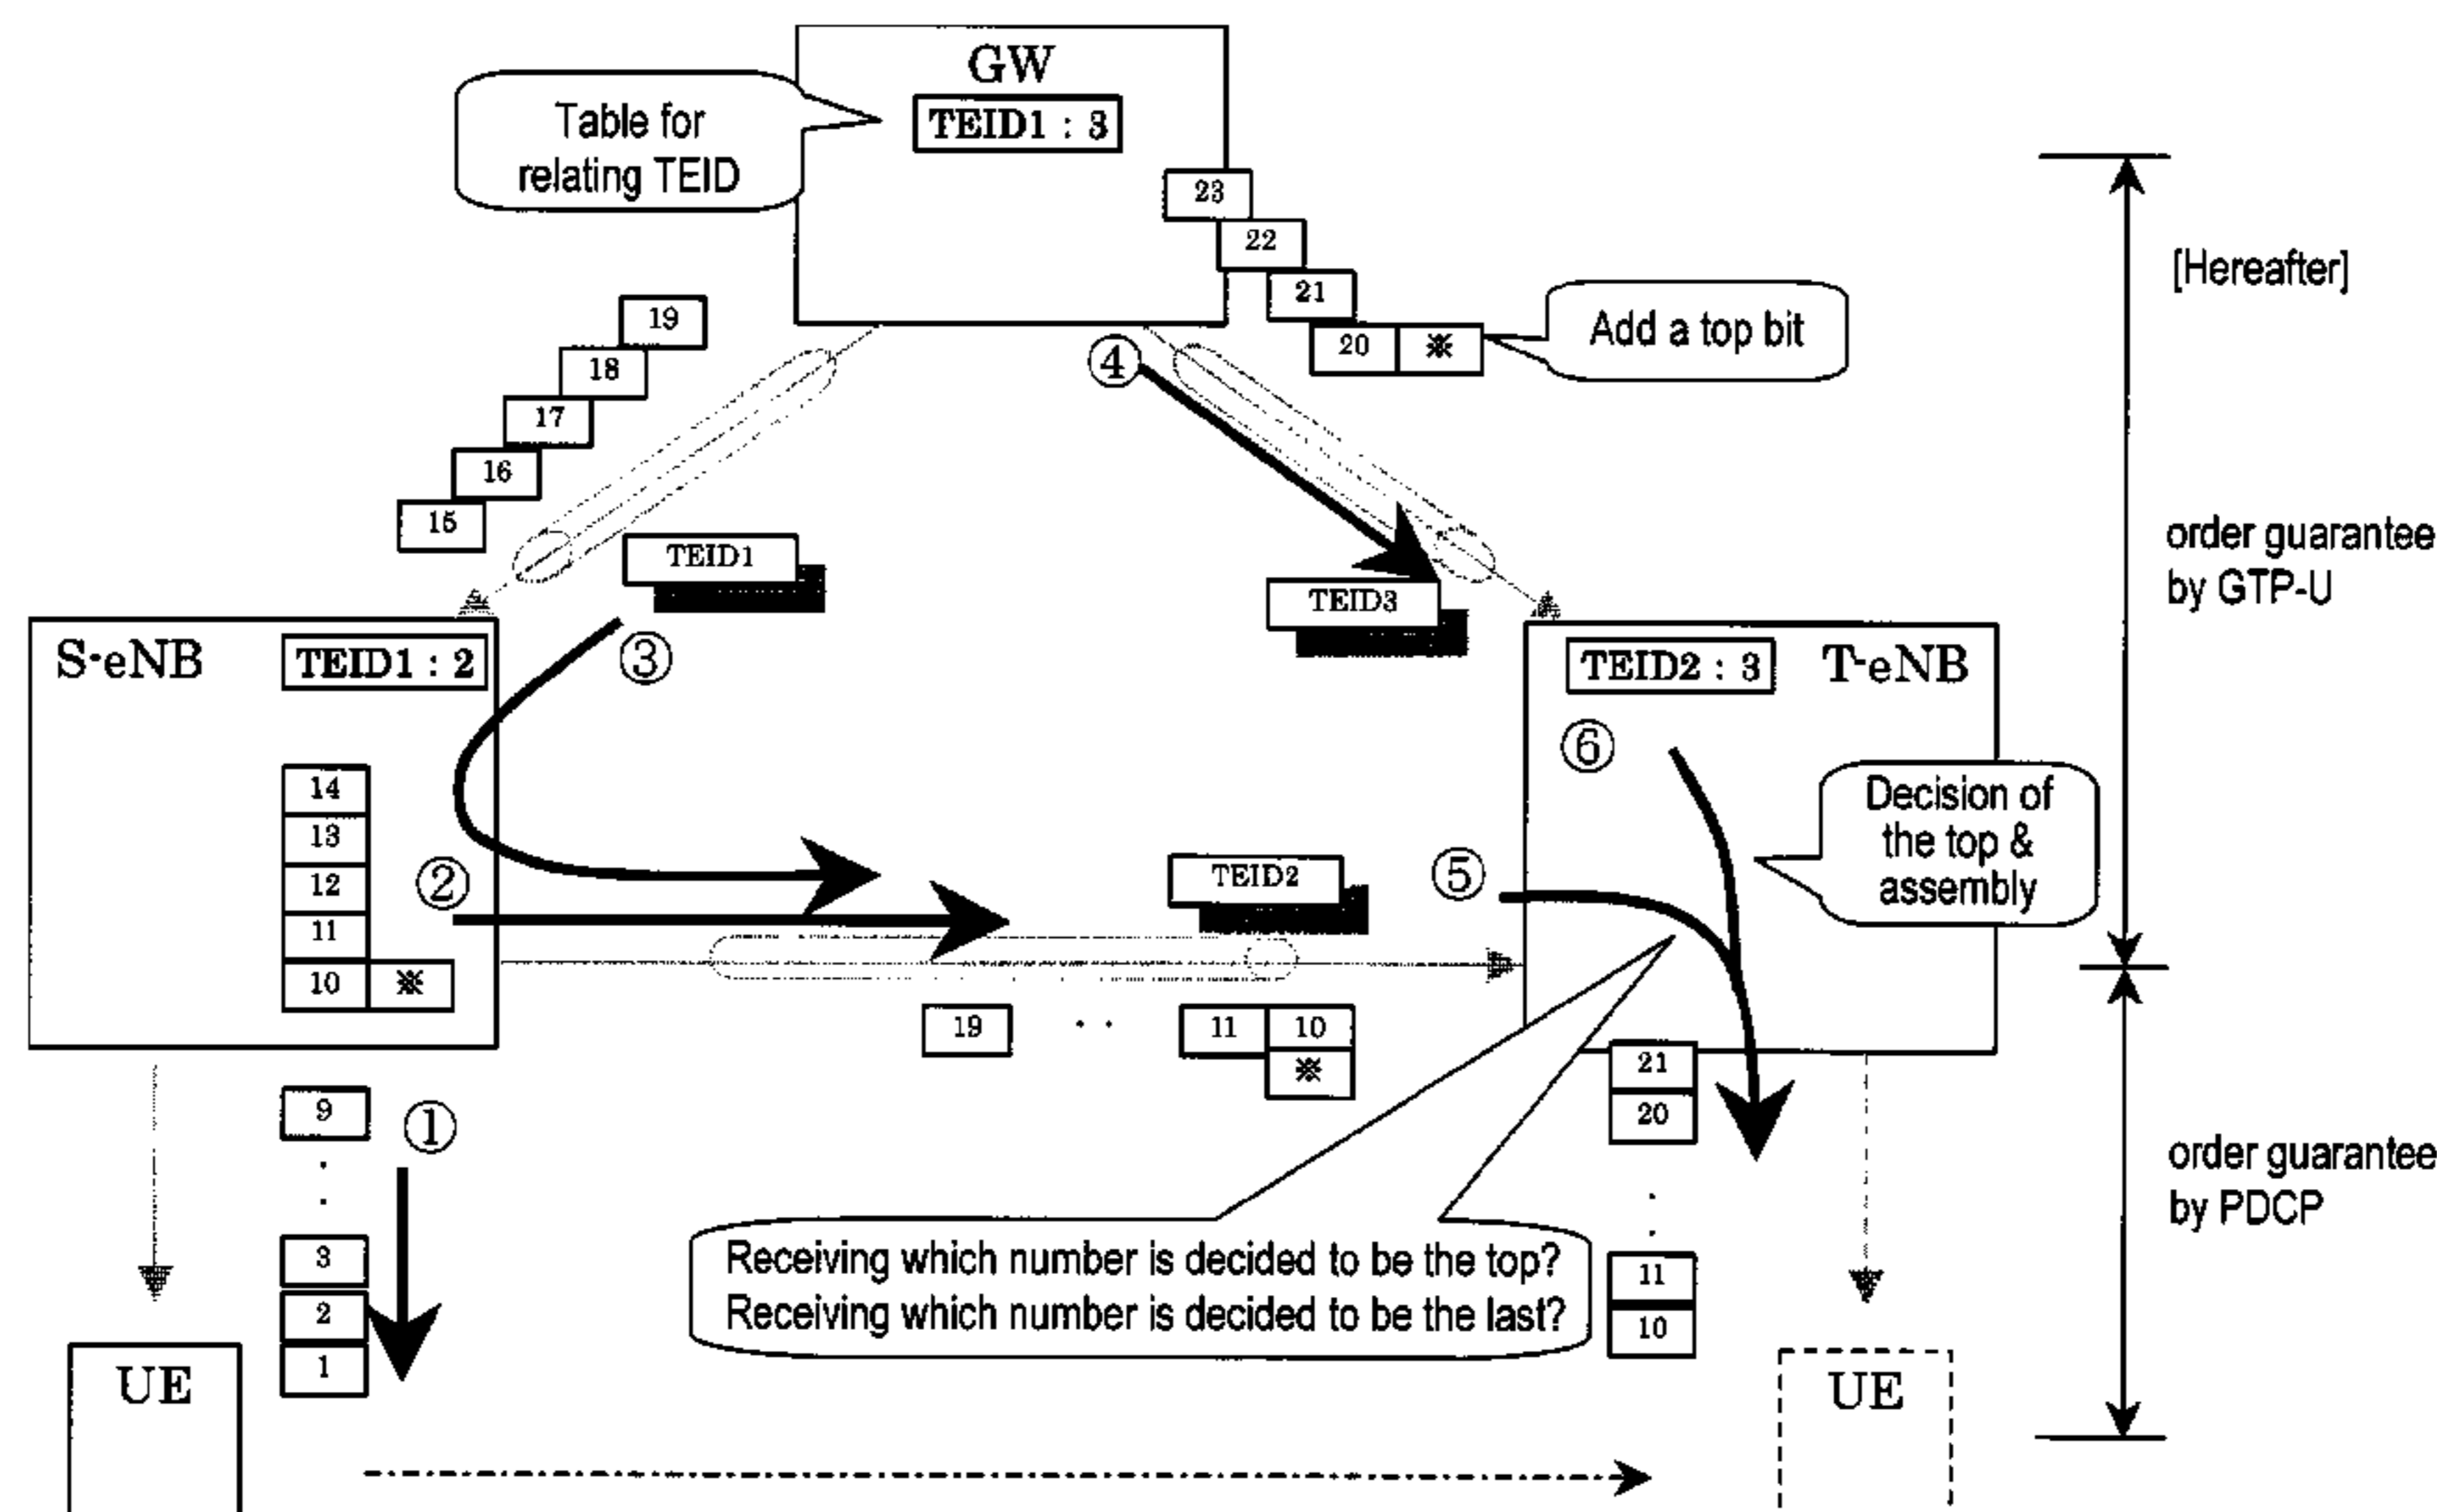 GW
TEID1 : 3
Table for
relating TEID
23
22
21
20 ※
Add a top bit
[Hereafter]
19
18
17
16
15
④
TEID1
TEID3
order guarantee
by GTP-U
S-eNB
TEID1 : 2
③
TEID2 : 3
T-eNB
⑥
14
13
12
11
10 ※
②
TEID2
⑤
Decision of
the top &
assembly
19 · · 11 10
※
21
20
·
·
11
10
9
·
·
3
2
1
①
order guarantee
by PDCP
Receiving which number is decided to be the top?
Receiving which number is decided to be the last?
UE
UE